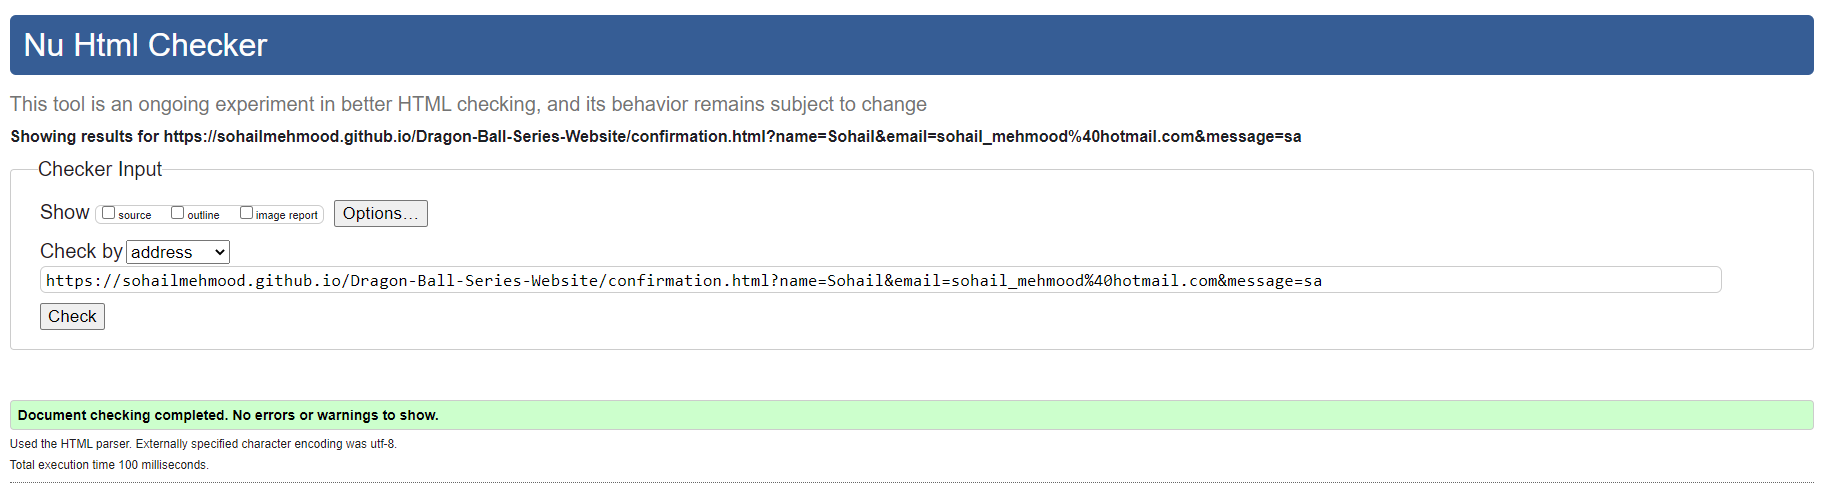 Nu Html Checker
This tool is an ongoing experiment in better HTML checking, and its behavior remains subject to change
Showing results for https://sohailmehmood.github.io/Dragon-Ball-Series-Website/confirmation.html?name=Sohail&email=sohail_mehmood%40hotmail.com&message=sa
Checker Input
Show source outline image report Options…
Check by address
https://sohailmehmood.github.io/Dragon-Ball-Series-Website/confirmation.html?name=Sohail&email=sohail_mehmood%40hotmail.com&message=sa
Check
Document checking completed. No errors or warnings to show.
Used the HTML parser. Externally specified character encoding was utf-8.
Total execution time 100 milliseconds.